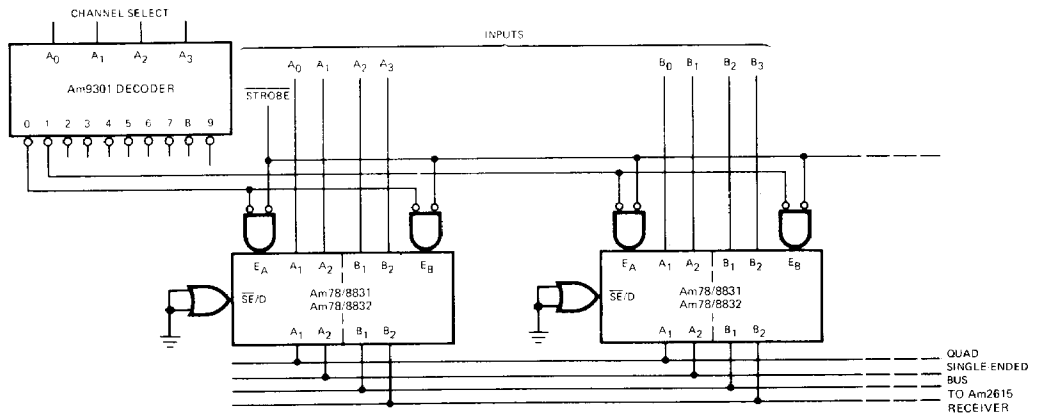 CHANNEL SELECT
A0 A1 A2 A3
Am9301 DECODER
0 1 2 3 4 5 6 7 8 9
INPUTS
STROBE
A0 A1 A2 A3
B0 B1 B2 B3
EA A1 A2 B1 B2 EB
SE/D
Am78/8831
Am78/8832
A1 A2 B1 B2
EA A1 A2 B1 B2 EB
SE/D
Am78/8831
Am78/8832
A1 A2 B1 B2
QUAD
SINGLE-ENDED
BUS
TO Am2615
RECEIVER